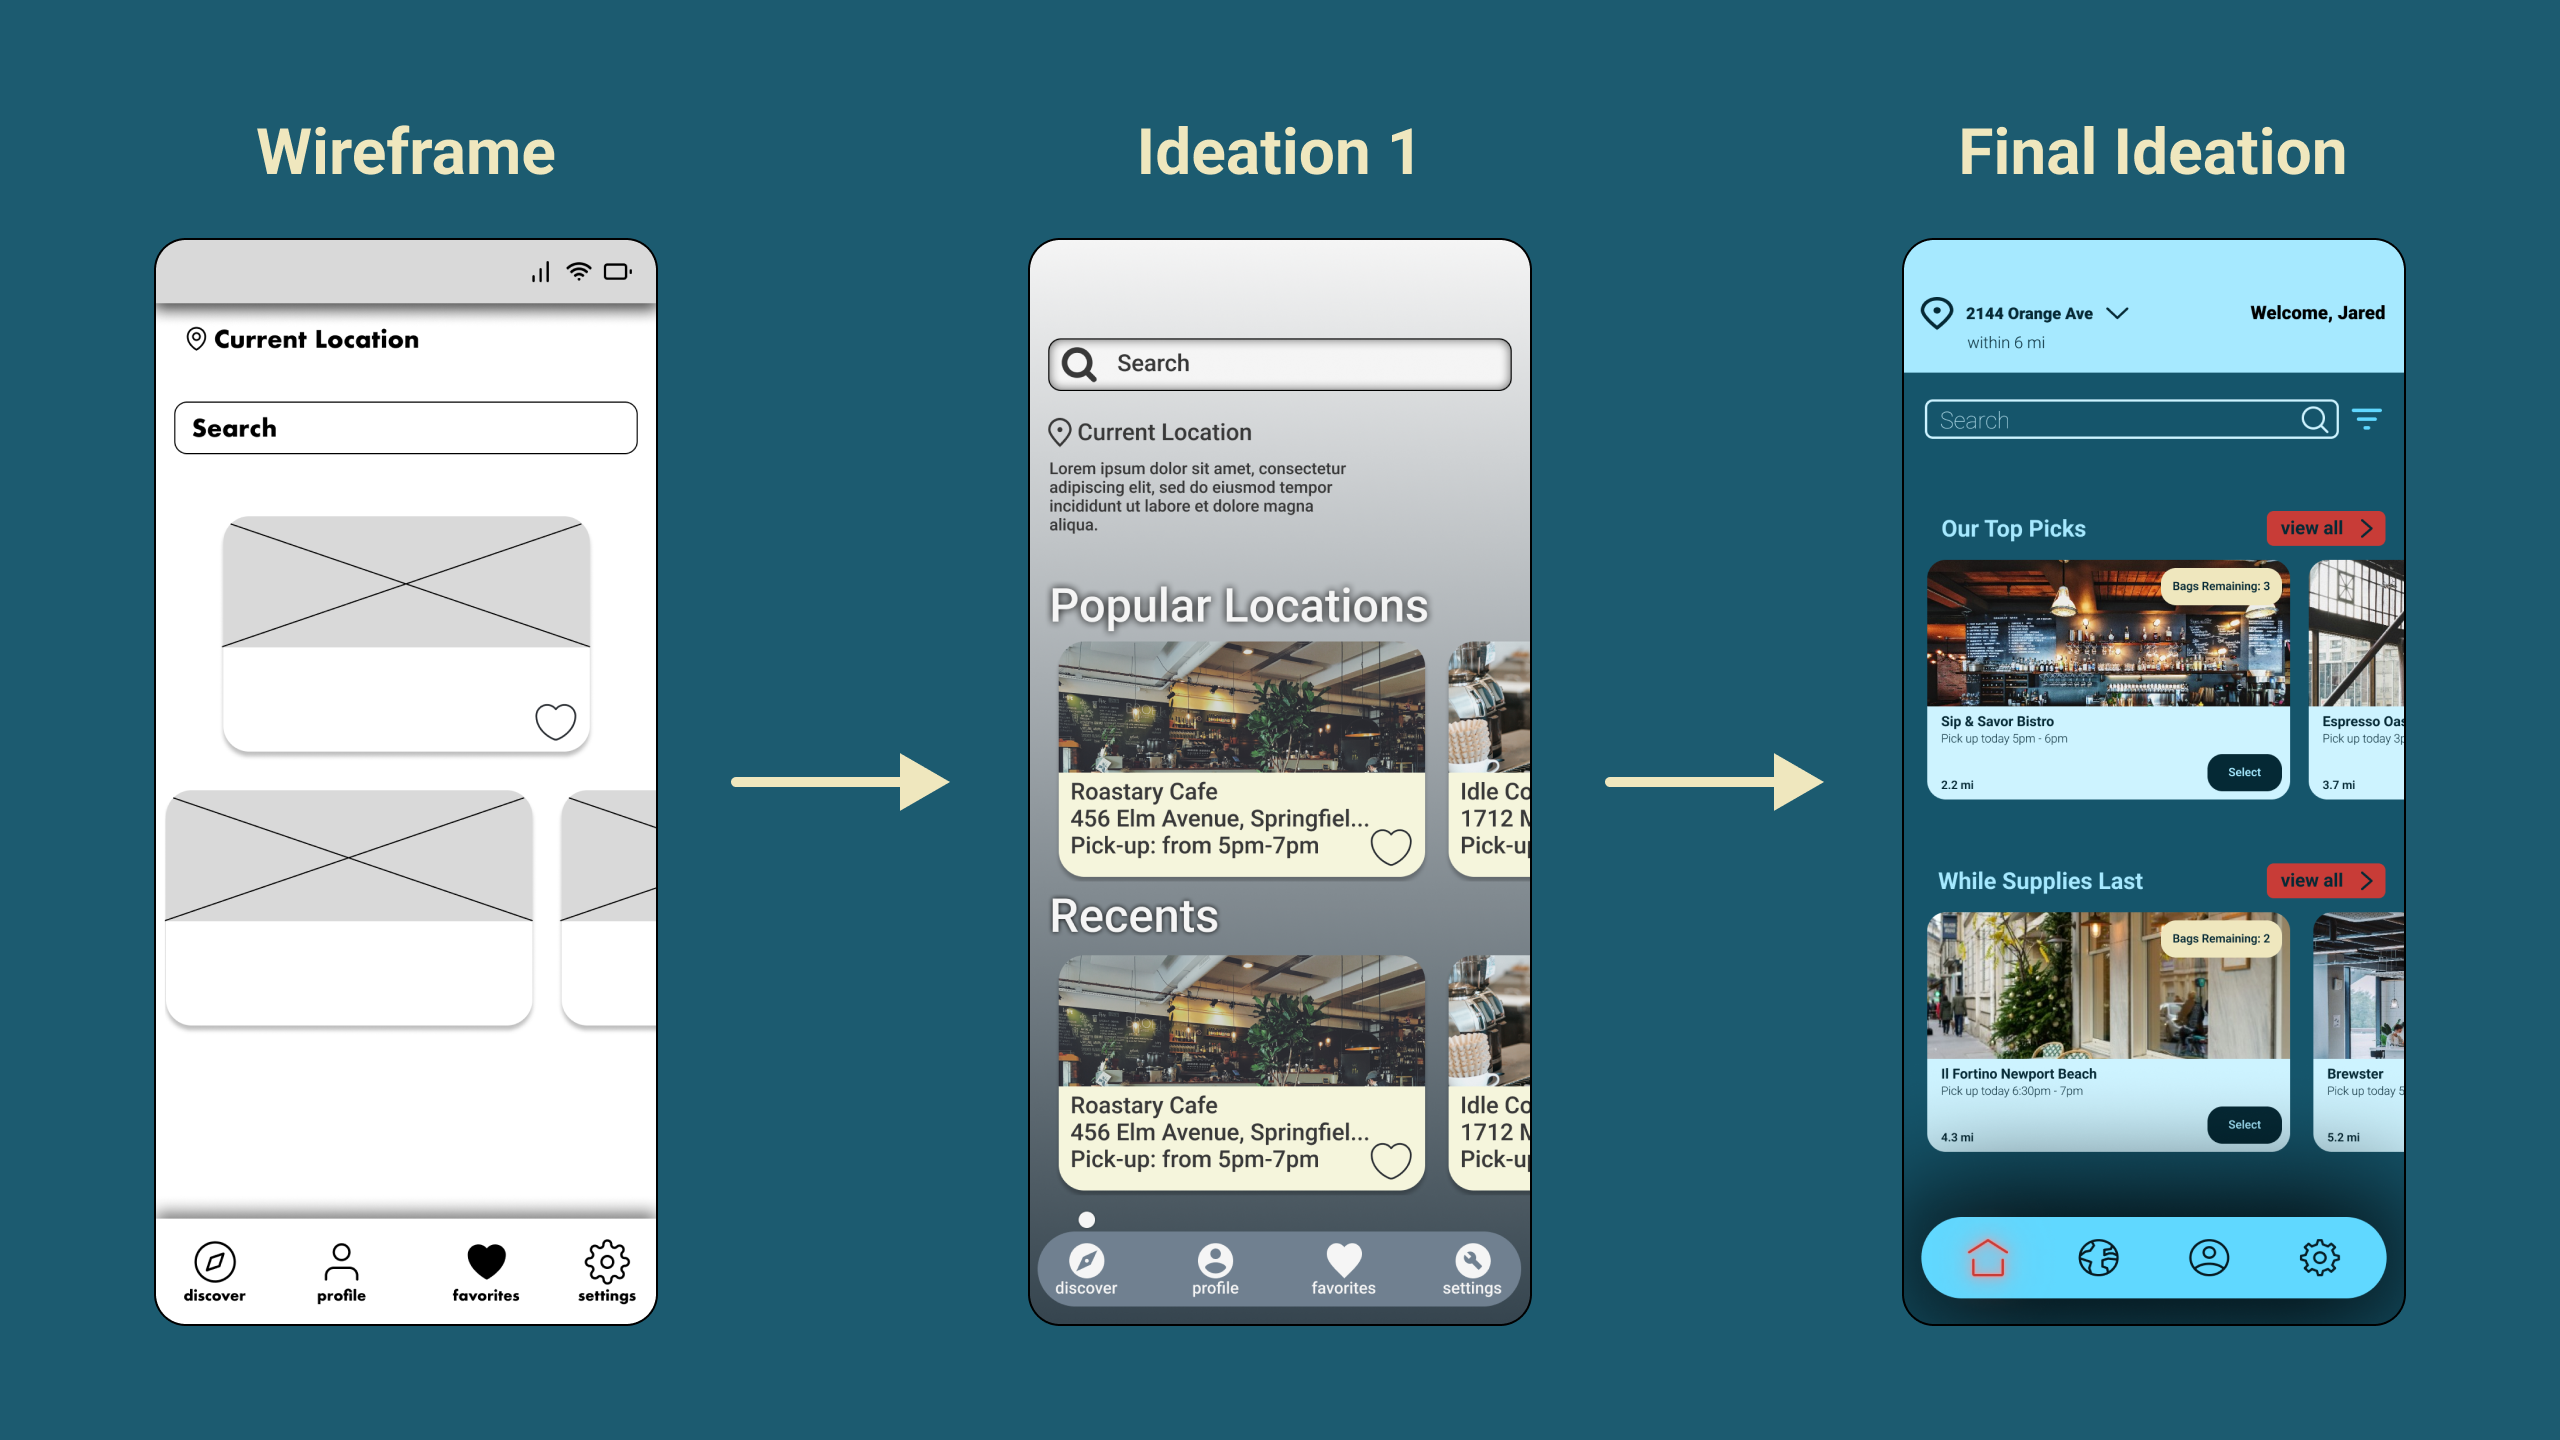 Wireframe
Current Location
Search
discover
profile
favorites
settings
Ideation 1
Search
Current Location
Lorem ipsum dolor sit amet, consectetur
adipiscing elit, sed do eiusmod tempor
incididunt ut labore et dolore magna
aliqua.
Popular Locations
Roastary Cafe
456 Elm Avenue, Springfiel...
Pick-up: from 5pm-7pm
Idle Co
1712 M
Pick-up
Recents
Roastary Cafe
456 Elm Avenue, Springfiel...
Pick-up: from 5pm-7pm
Idle Co
1712 M
Pick-up
discover
profile
favorites
settings
Final Ideation
2144 Orange Ave
within 6 mi
Welcome, Jared
Search
Our Top Picks
view all
Bags Remaining: 3
Sip & Savor Bistro
Pick up today 5pm - 6pm
2.2 mi
Select
Espresso Oas
Pick up today 3p
3.7 mi
While Supplies Last
view all
Bags Remaining: 2
Il Fortino Newport Beach
Pick up today 6:30pm - 7pm
4.3 mi
Select
Brewster
Pick up today 5
5.2 mi